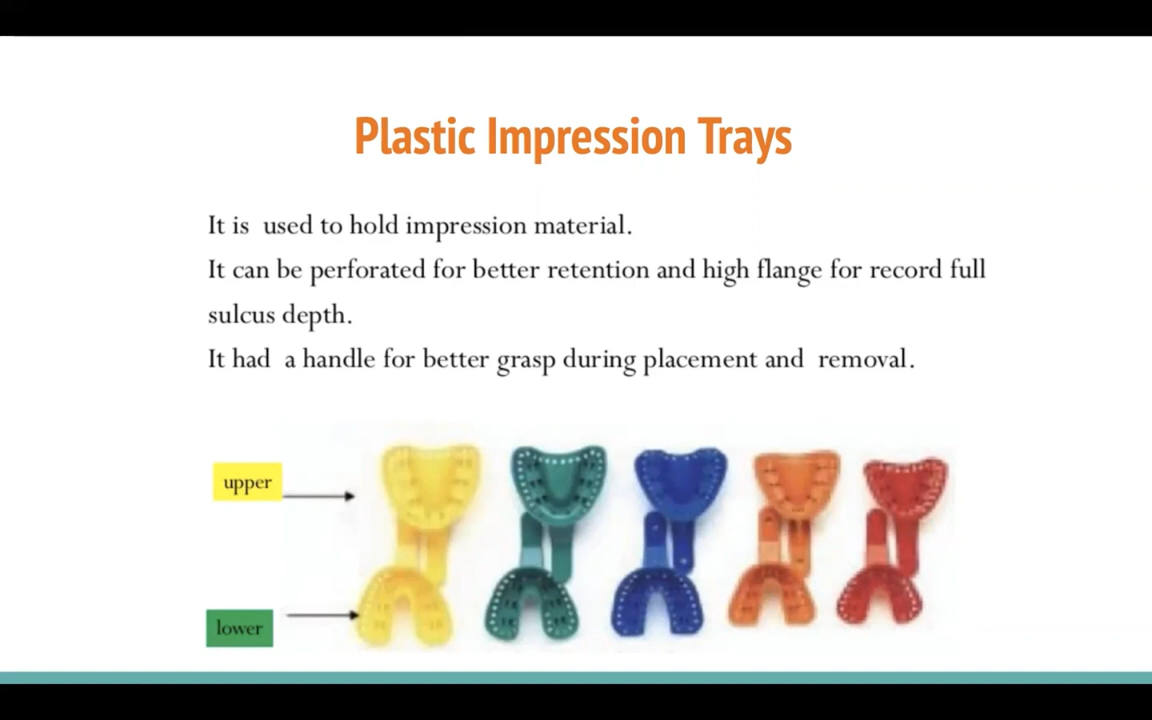 Plastic Impression Trays
It is used to hold impression material.
It can be perforated for better retention and high flange for record full
sulcus depth.
It had a handle for better grasp during placement and removal.
upper
lower